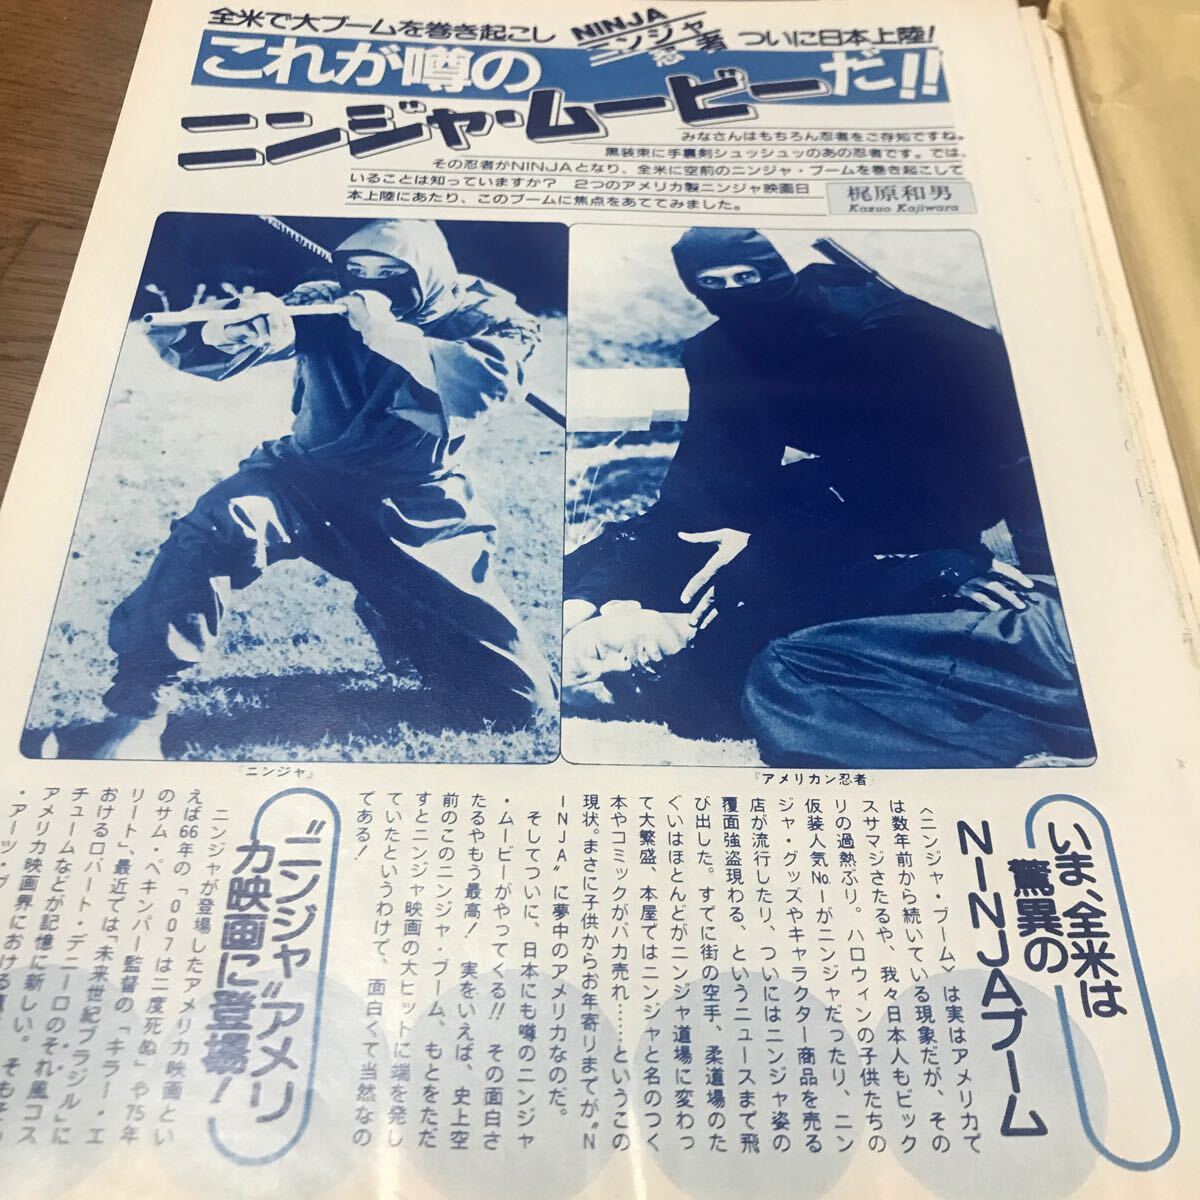 全米で大ブームを巻き起こし
NINJA
ニンジャ
忍者
ついに日本上陸!
これが噂の
ニンジャ・ムービーだ!!
みなさんはもちろん忍者をご存知ですね。
黒装束に手裏剣シュッシュッのあの忍者です。では、
その忍者がNINJAとなり、全米に空前のニンジャ・ブームを巻き起こして
いることは知っていますか? 2つのアメリカ製ニンジャ映画日
本上陸にあたり、このブームに焦点をあててみました。
梶原和男
Kazuo Kajiwara
『ニンジャ』
『アメリカン忍者』
いま、全米は
驚異の
NINJAブーム
〈ニンジャ・ブーム〉は実はアメリカで
は数年前から続いている現象だが、その
スサマジさたるや、我々日本人もビック
リの過熱ぶり。ハロウィンの子供たちの
仮装人気No.1がニンジャだったり、ニン
ジャ・グッズやキャラクター商品を売る
店が流行したり、ついにはニンジャ姿の
覆面強盗現わる、というニュースまで飛
び出した。すでに街の空手、柔道場のた
ぐいはほとんどがニンジャ道場に変わっ
て大繁盛、本屋ではニンジャと名のつく
本やコミックがバカ売れ……というこの
現状。まさに子供からお年寄りまでが〝N
INJA〟に夢中のアメリカなのだ。
そしてついに、日本にも噂のニンジャ
・ムービーがやってくる!! その面白さ
たるやもう最高! 実をいえば、史上空
前のこのニンジャ・ブーム、もとをただ
すとニンジャ映画の大ヒットに端を発し
ていたというわけで、面白くて当然なの
である!
〝ニンジャ〟アメリ
カ映画に登場!
ニンジャが登場したアメリカ映画とい
えば66年の「007は二度死ぬ」や75年
のサム・ペキンパー監督の「キラー・エ
リート」、最近では「未来世紀ブラジル」に
おけるロバート・デニーロのそれ風コス
チュームなどが記憶に新しい。そもそも
アメリカ映画界における
・アーツ・ブ